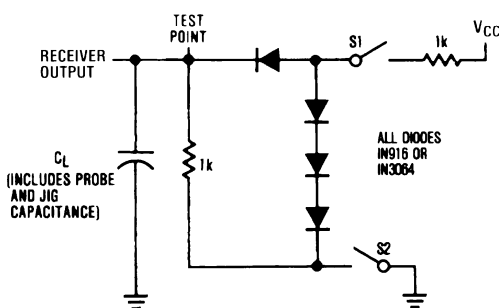 TEST
POINT
RECEIVER
OUTPUT
S1
1k
VCC
CL
(INCLUDES PROBE
AND JIG
CAPACITANCE)
1k
ALL DIODES
IN916 OR
IN3064
S2